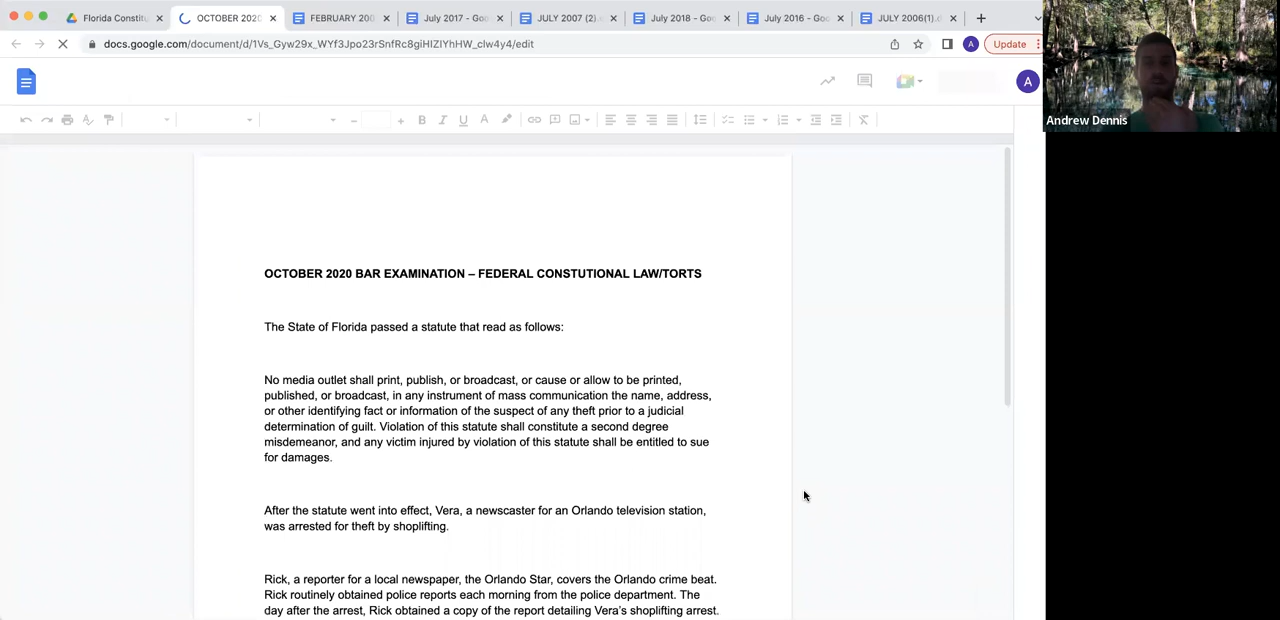 Florida Constitu
OCTOBER 2020
FEBRUARY 200
July 2017 - Goo
JULY 2007 (2).
July 2018 - Goo
July 2016 - Goo
JULY 2006(1).d
docs.google.com/document/d/1Vs_Gyw29x_WYf3Jpo23rSnfRc8giHIZlYhHW_clw4y4/edit
A
Update
A
Andrew Dennis
OCTOBER 2020 BAR EXAMINATION – FEDERAL CONSTUTIONAL LAW/TORTS
The State of Florida passed a statute that read as follows:
No media outlet shall print, publish, or broadcast, or cause or allow to be printed,
published, or broadcast, in any instrument of mass communication the name, address,
or other identifying fact or information of the suspect of any theft prior to a judicial
determination of guilt. Violation of this statute shall constitute a second degree
misdemeanor, and any victim injured by violation of this statute shall be entitled to sue
for damages.
After the statute went into effect, Vera, a newscaster for an Orlando television station,
was arrested for theft by shoplifting.
Rick, a reporter for a local newspaper, the Orlando Star, covers the Orlando crime beat.
Rick routinely obtained police reports each morning from the police department. The
day after the arrest, Rick obtained a copy of the report detailing Vera's shoplifting arrest.